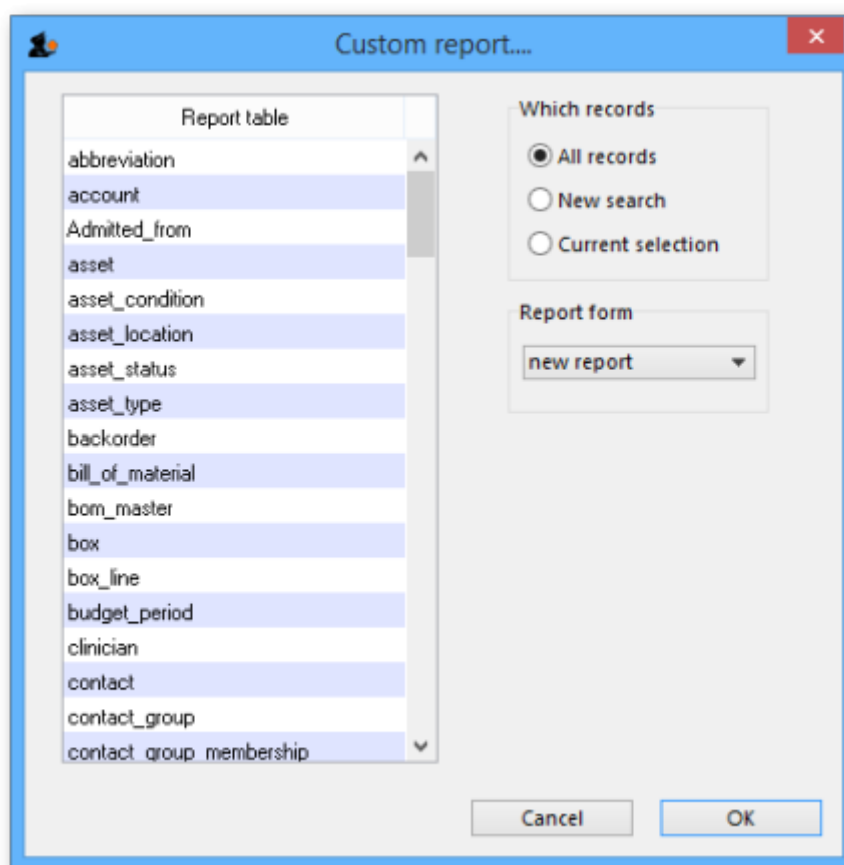 Custom report....
Report table
abbreviation
account
Admitted_from
asset
asset_condition
asset_location
asset_status
asset_type
backorder
bill_of_material
bom_master
box
box_line
budget_period
clinician
contact
contact_group
contact_group_membership
Which records
All records
New search
Current selection
Report form
new report
Cancel
OK